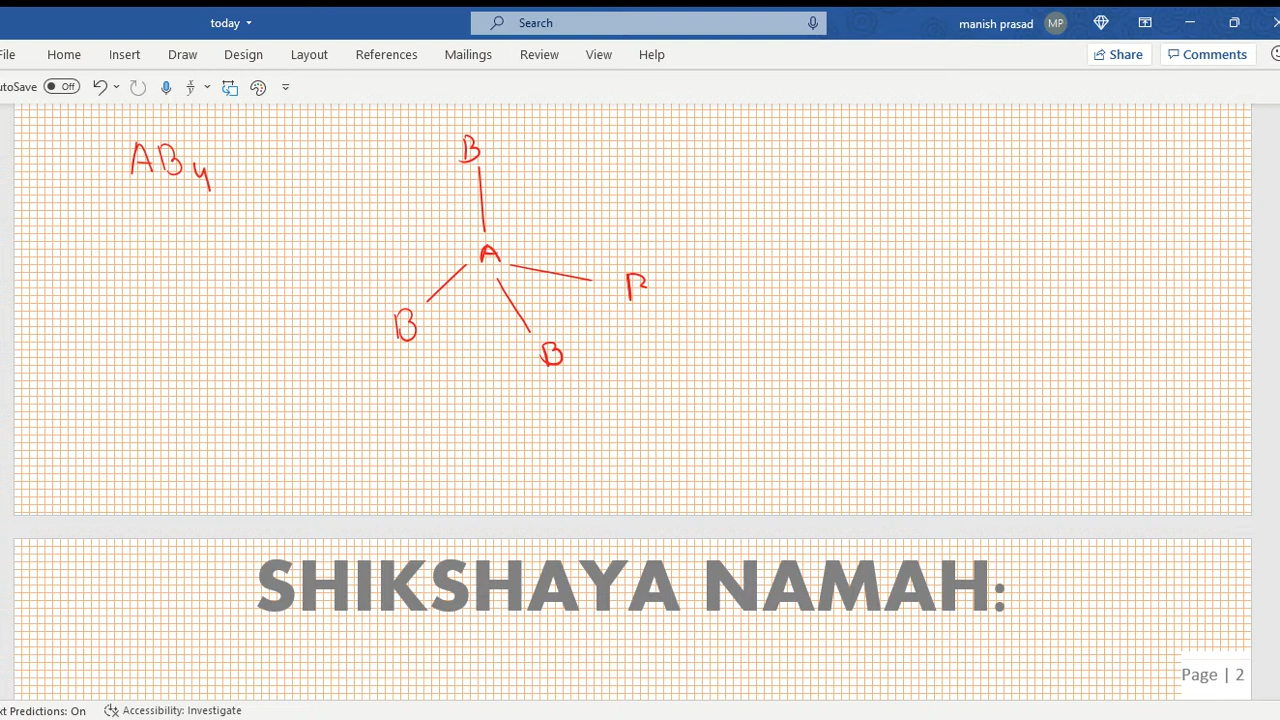 today
Search
manish prasad MP
File Home Insert Draw Design Layout References Mailings Review View Help
Share Comments
AutoSave Off
AB4
B
A
B
B
B
SHIKSHAYA NAMAH:
Page | 2
Text Predictions: On Accessibility: Investigate